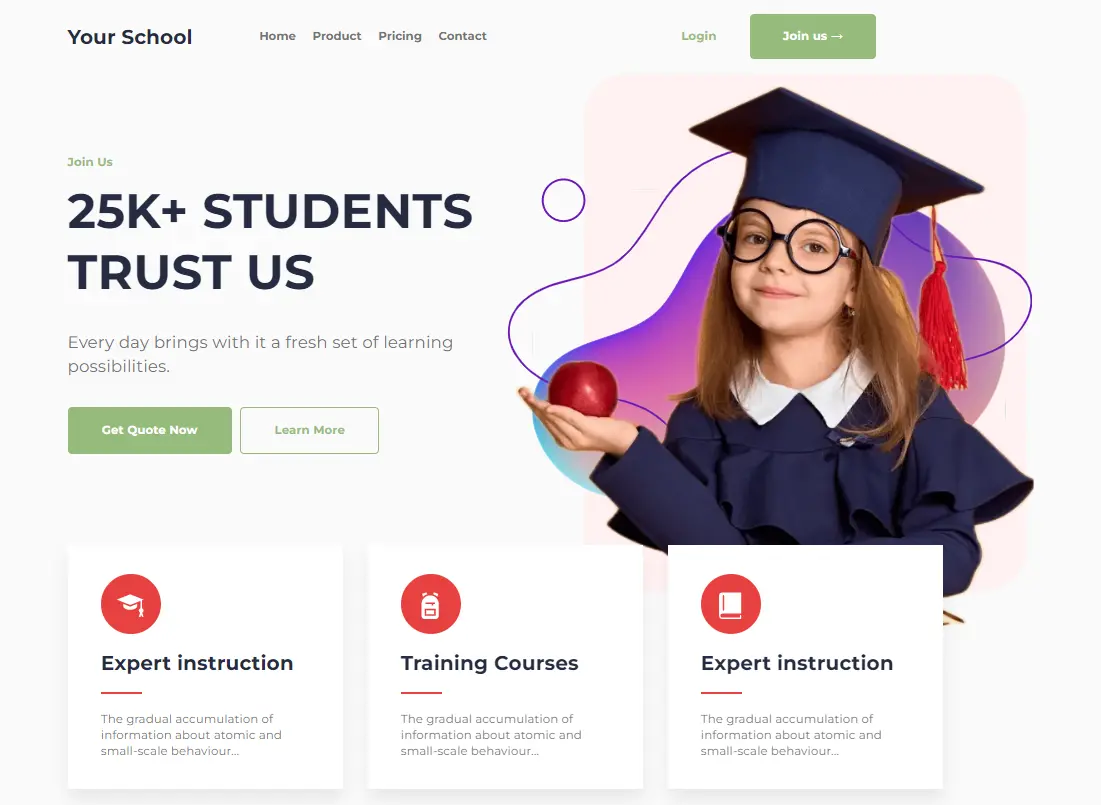 Your School
Home Product Pricing Contact
Login
Join us →
Join Us
25K+ STUDENTS
TRUST US
Every day brings with it a fresh set of learning
possibilities.
Get Quote Now
Learn More
Expert instruction
The gradual accumulation of
information about atomic and
small-scale behaviour...
Training Courses
The gradual accumulation of
information about atomic and
small-scale behaviour...
Expert instruction
The gradual accumulation of
information about atomic and
small-scale behaviour...